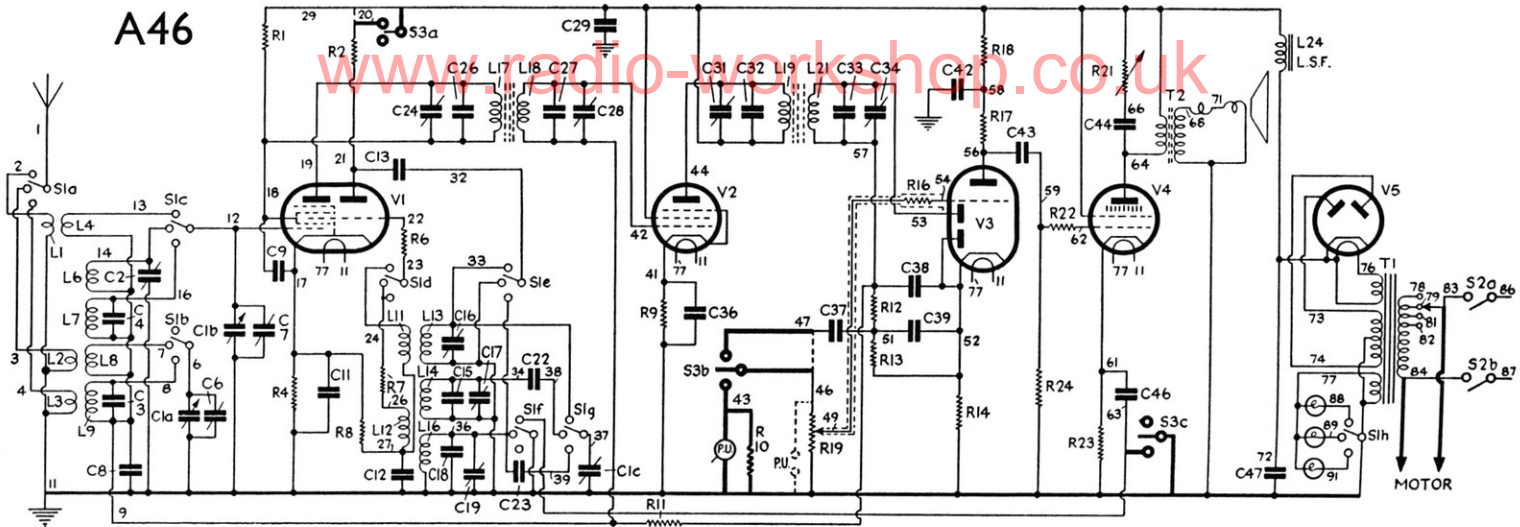 A46
www.radio-workshop.co.uk
29
20
S3a
R1
R2
C29
C26
L17
L18
C27
C24
C28
C31
C32
L19
L21
C33
C34
C42
R18
58
R17
R21
66
C44
64
T2
68
71
L24
L.S.F.
1
2
S1a
13
S1c
12
18
19
21
C13
32
V1
22
R6
23
44
V2
42
41
57
R16
54
53
V3
56
C43
59
R22
62
V4
V5
L1
L4
14
L6
C2
16
L7
C4
S1b
C1b
C7
C9
17
77
11
S1d
33
S1e
77
11
R9
C36
C38
R12
C37
47
C39
51
R13
52
77
11
77
11
76
T1
78
79
81
82
83
S2a
86
73
74
84
S2b
87
3
L2
L8
7
6
4
L3
C3
8
L9
C1a
C6
C8
R4
C11
R8
24
L11
L13
C16
C17
R7
26
L14
C15
34
C22
38
L12
27
L16
36
C12
C18
C19
S1f
C23
39
S1g
37
C1c
S3b
46
43
P.U.
R10
P.U.
49
R19
R14
R24
61
C46
63
R23
S3c
77
88
89
91
S1h
72
C47
MOTOR
11
9
R11